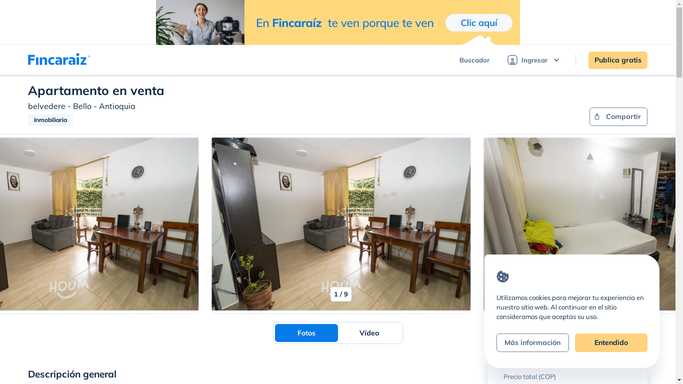 En Fincaraíz te ven porque te ven
Clic aquí
Fincaraíz
Buscador
Ingresar
Publica gratis
Apartamento en venta
belvedere - Bello - Antioquia
Inmobiliaria
Compartir
HOUM
HOUM
1 / 9
Fotos
Vídeo
Utilizamos cookies para mejorar tu experiencia en
nuestro sitio web. Al continuar en el sitio
consideramos que aceptas su uso.
Más información
Entendido
Descripción general
Precio total (COP)